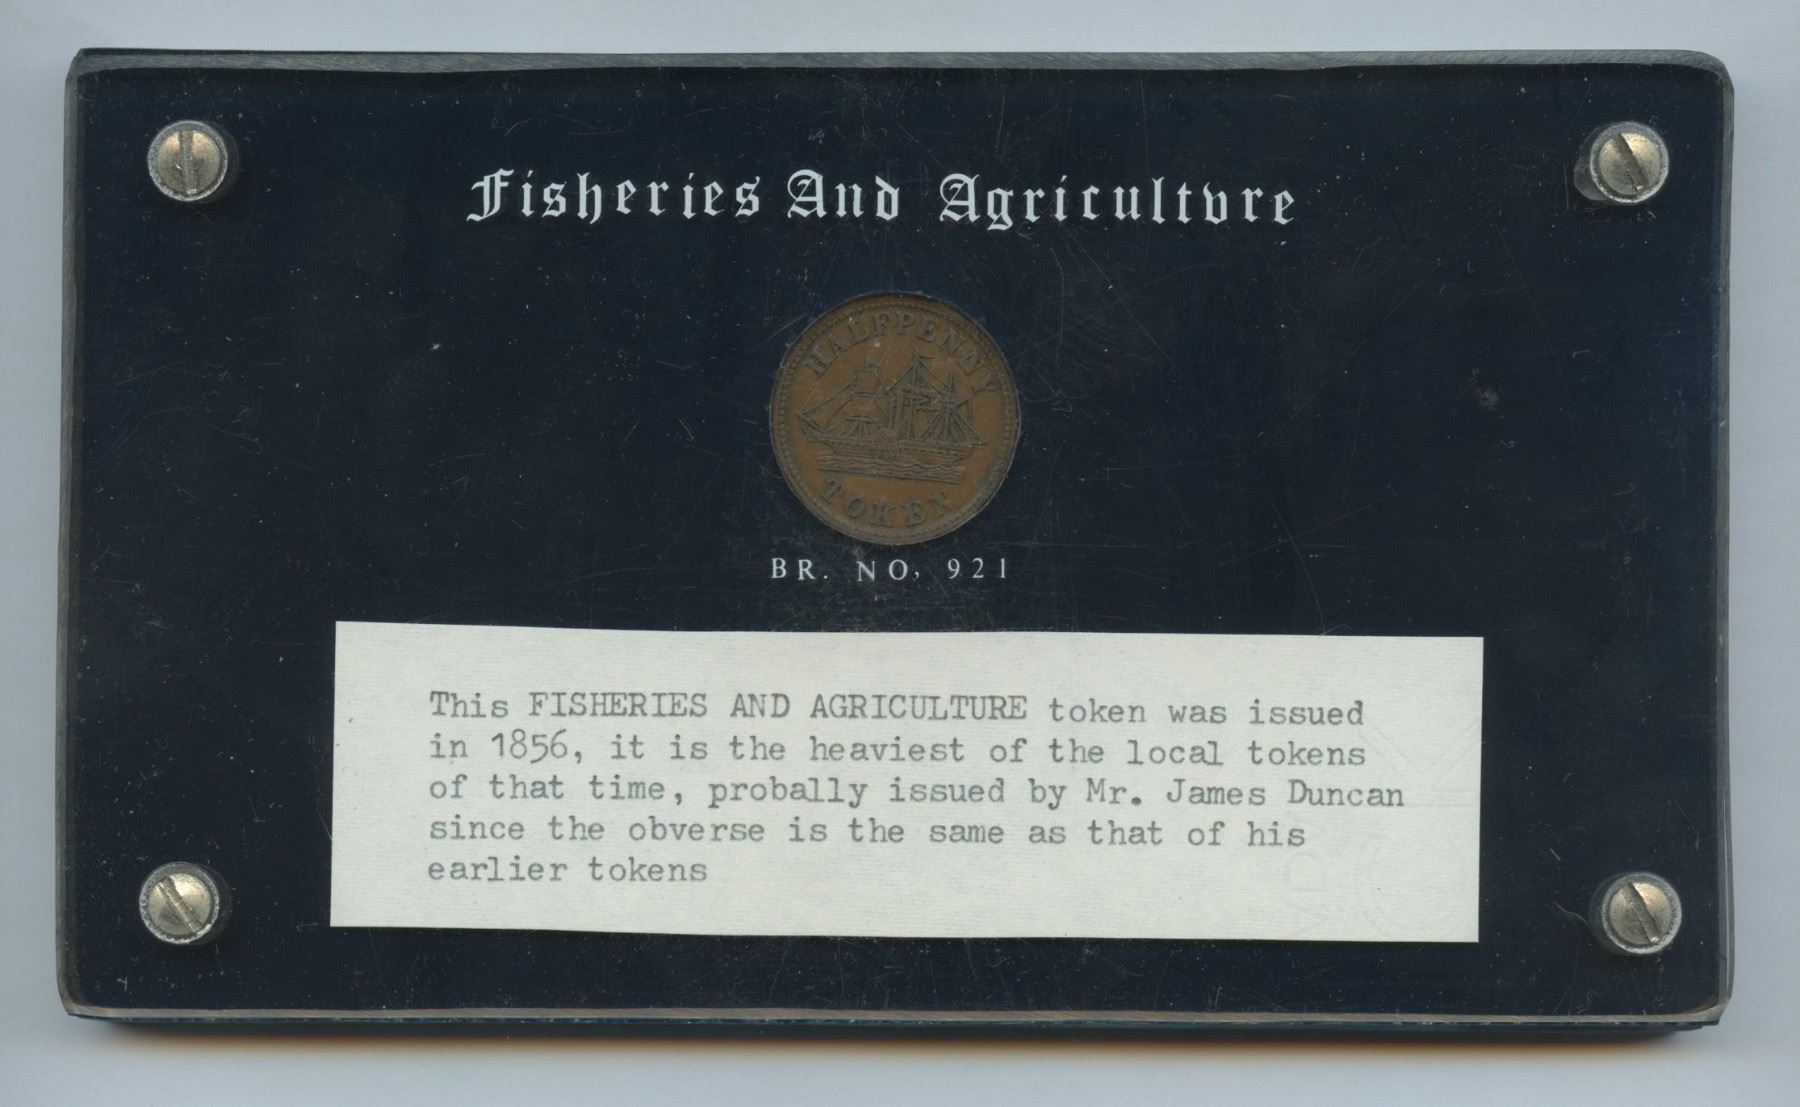 Fisheries And Agricultvre
HALFPENNY
TOKEN
BR. NO, 921
This FISHERIES AND AGRICULTURE token was issued
in 1856, it is the heaviest of the local tokens
of that time, probally issued by Mr. James Duncan
since the obverse is the same as that of his
earlier tokens